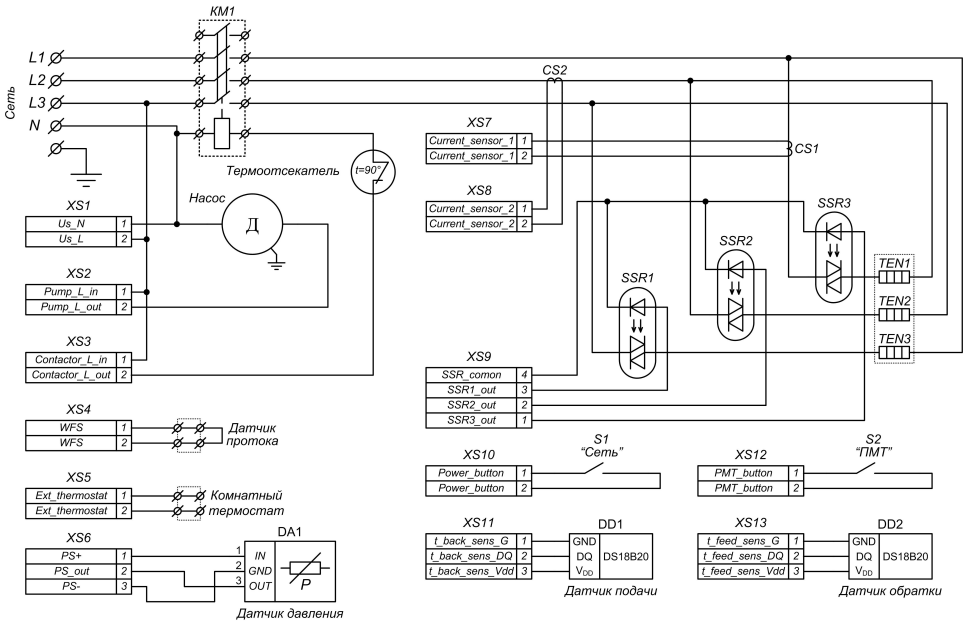 KM1
L1
L2
L3
N
Сеть
CS2
XS7
Current_sensor_1 1
Current_sensor_1 2
CS1
Термоотсекатель
t=90°
XS8
Current_sensor_2 1
Current_sensor_2 2
XS1
Us_N 1
Us_L 2
Насос
Д
SSR3
SSR2
SSR1
TEN1
TEN2
TEN3
XS2
Pump_L_in 1
Pump_L_out 2
XS3
Contactor_L_in 1
Contactor_L_out 2
XS9
SSR_comon 4
SSR1_out 3
SSR2_out 2
SSR3_out 1
XS4
WFS 1
WFS 2
Датчик
протока
S1
“Сеть”
XS10
Power_button 1
Power_button 2
S2
“ПМТ”
XS12
PMT_button 1
PMT_button 2
XS5
Ext_thermostat 1
Ext_thermostat 2
Комнатный
термостат
XS6
PS+ 1
PS_out 2
PS- 3
DA1
1 IN
2 GND
3 OUT
P
Датчик давления
XS11
t_back_sens_G 1
t_back_sens_DQ 2
t_back_sens_Vdd 3
DD1
GND
DQ DS18B20
VDD
Датчик подачи
XS13
t_feed_sens_G 1
t_feed_sens_DQ 2
t_feed_sens_Vdd 3
DD2
GND
DQ DS18B20
VDD
Датчик обратки